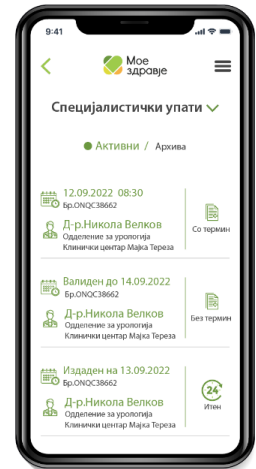 9:41
Мое
здравје
Специјалистички упати
Активни / Архива
12.09.2022 08:30
Бр.ONQC38662
Д-р.Никола Велков
Одделение за урологија
Клинички центар Мајка Тереза
Со термин
Валиден до 14.09.2022
Бр.ONQC38662
Д-р.Никола Велков
Одделение за урологија
Клинички центар Мајка Тереза
Без термин
Издаден на 13.09.2022
Бр.ONQC38662
Д-р.Никола Велков
Одделение за урологија
Клинички центар Мајка Тереза
24
Итен